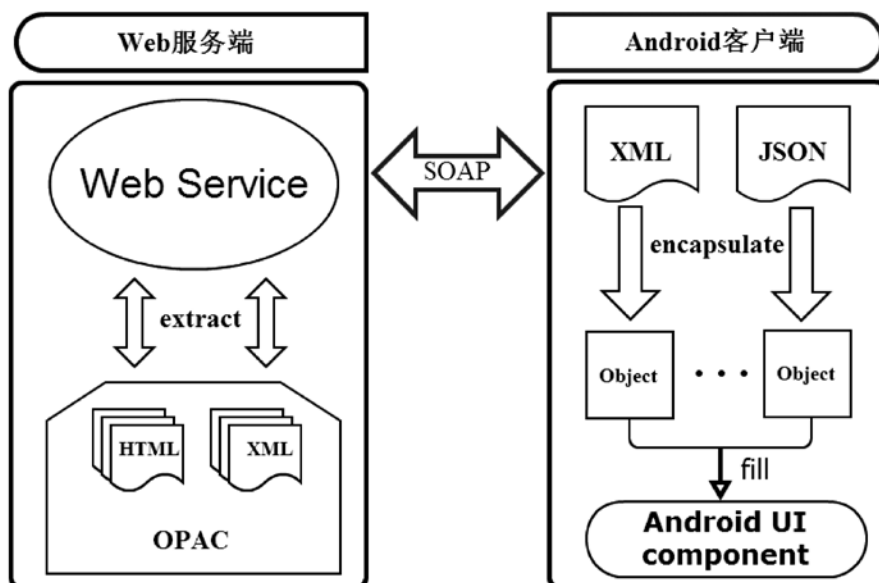 Web服务端
Web Service
extract
HTML
XML
OPAC
SOAP
Android客户端
XML
JSON
encapsulate
Object
Object
fill
Android UI
component